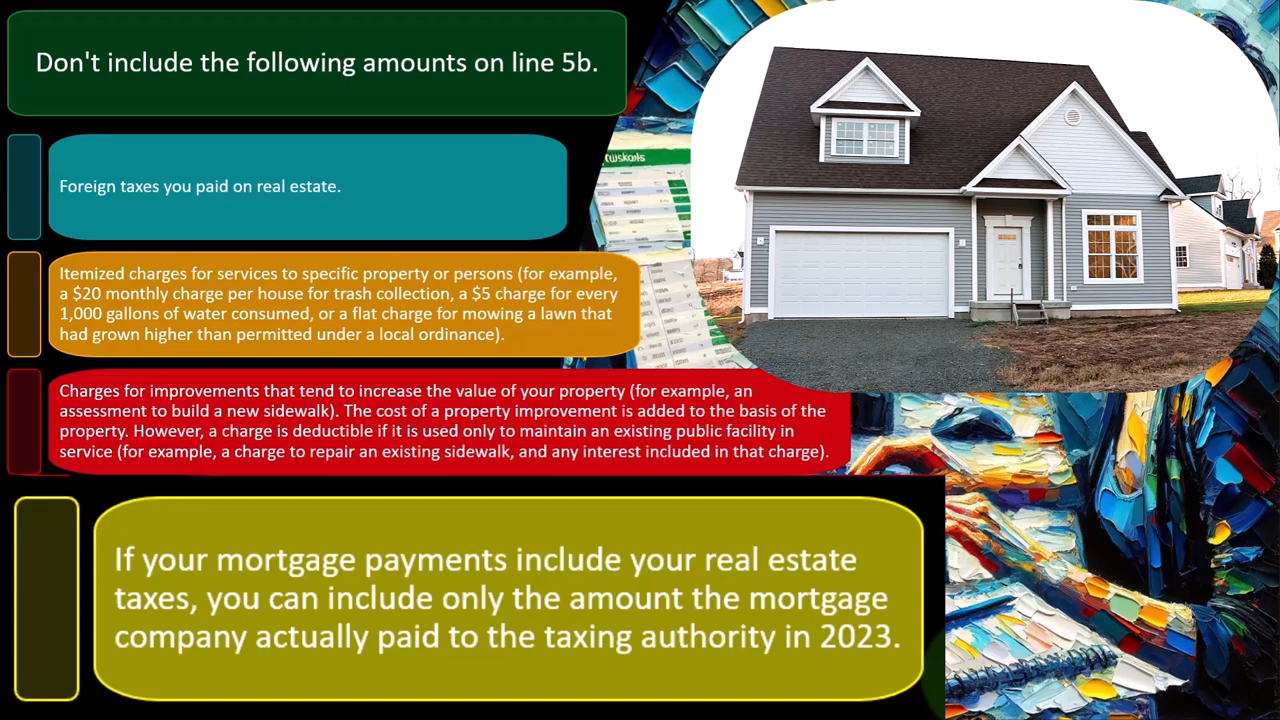 Don't include the following amounts on line 5b.
Foreign taxes you paid on real estate.
Itemized charges for services to specific property or persons (for example,
a $20 monthly charge per house for trash collection, a $5 charge for every
1,000 gallons of water consumed, or a flat charge for mowing a lawn that
had grown higher than permitted under a local ordinance).
Charges for improvements that tend to increase the value of your property (for example, an
assessment to build a new sidewalk). The cost of a property improvement is added to the basis of the
property. However, a charge is deductible if it is used only to maintain an existing public facility in
service (for example, a charge to repair an existing sidewalk, and any interest included in that charge).
If your mortgage payments include your real estate
taxes, you can include only the amount the mortgage
company actually paid to the taxing authority in 2023.